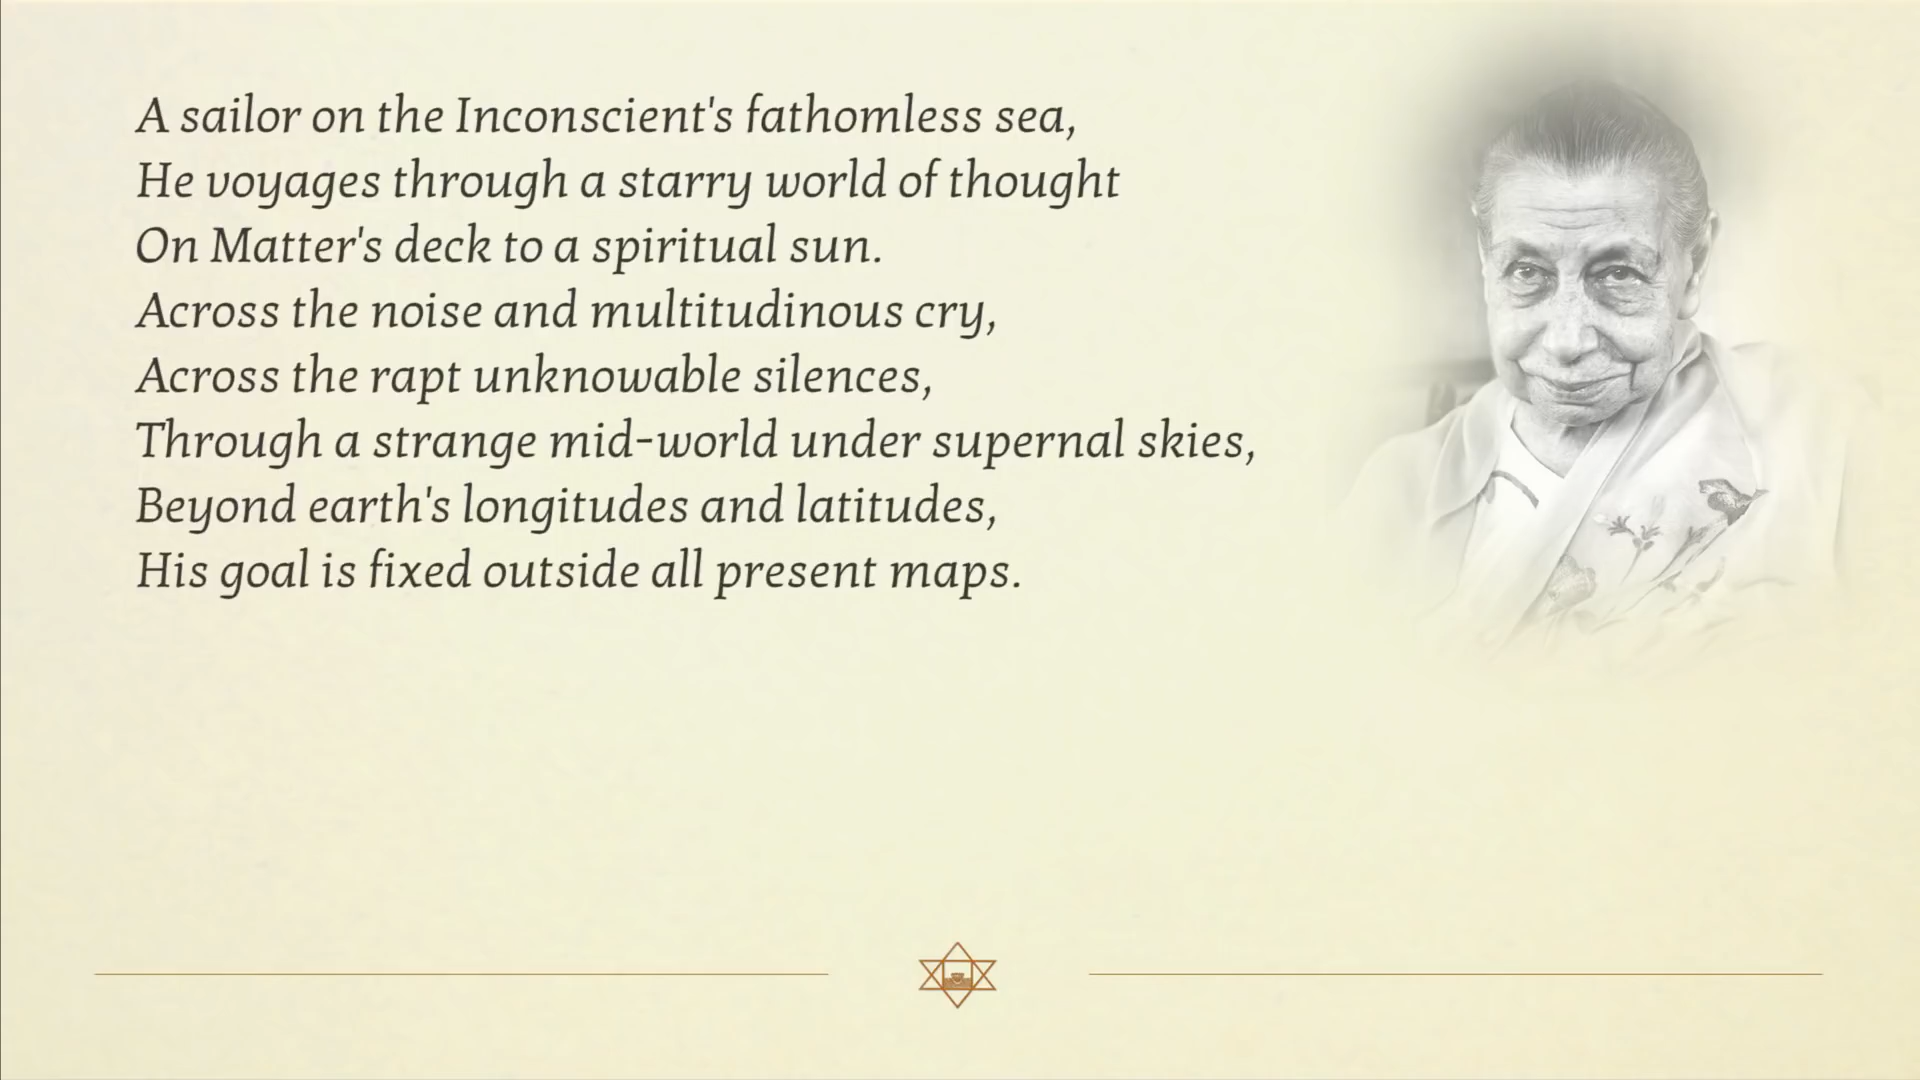 A sailor on the Inconscient's fathomless sea,
He voyages through a starry world of thought
On Matter's deck to a spiritual sun.
Across the noise and multitudinous cry,
Across the rapt unknowable silences,
Through a strange mid-world under supernal skies,
Beyond earth's longitudes and latitudes,
His goal is fixed outside all present maps.